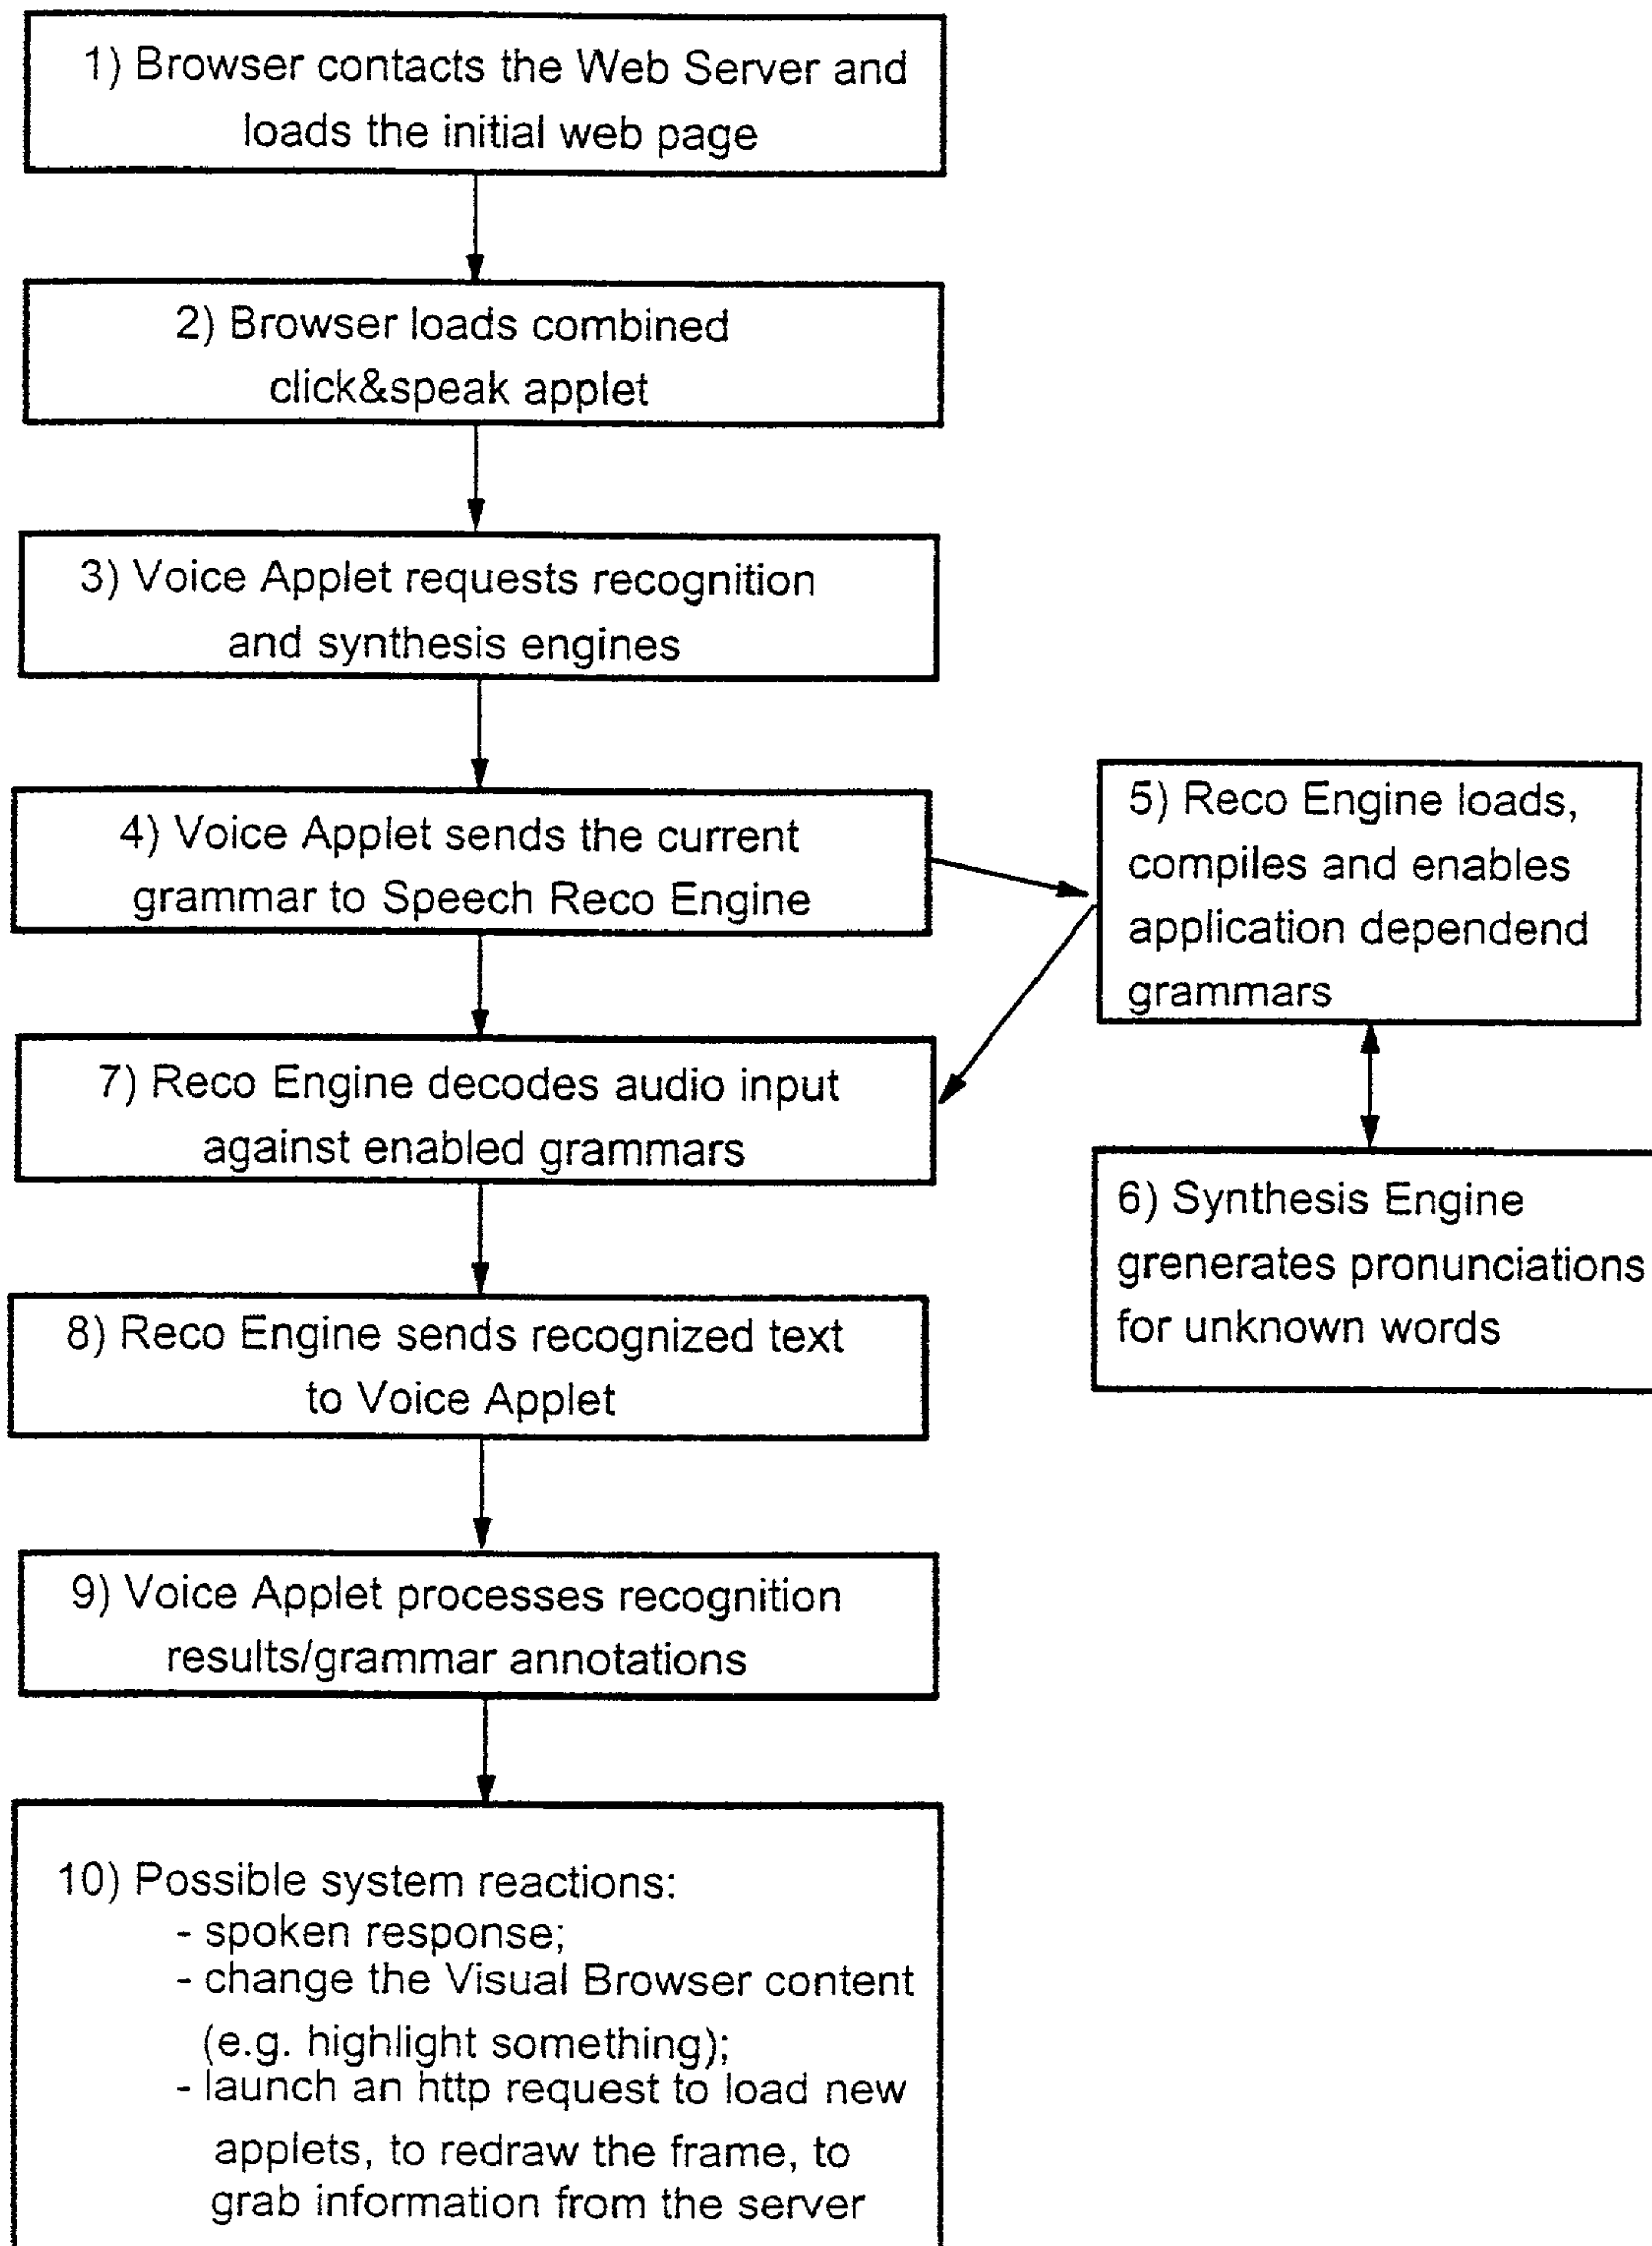 1) Browser contacts the Web Server and
loads the initial web page
2) Browser loads combined
click&speak applet
3) Voice Applet requests recognition
and synthesis engines
4) Voice Applet sends the current
grammar to Speech Reco Engine
5) Reco Engine loads,
compiles and enables
application dependend
grammars
6) Synthesis Engine
grenerates pronunciations
for unknown words
7) Reco Engine decodes audio input
against enabled grammars
8) Reco Engine sends recognized text
to Voice Applet
9) Voice Applet processes recognition
results/grammar annotations
10) Possible system reactions:
- spoken response;
- change the Visual Browser content
(e.g. highlight something);
- launch an http request to load new
applets, to redraw the frame, to
grab information from the server